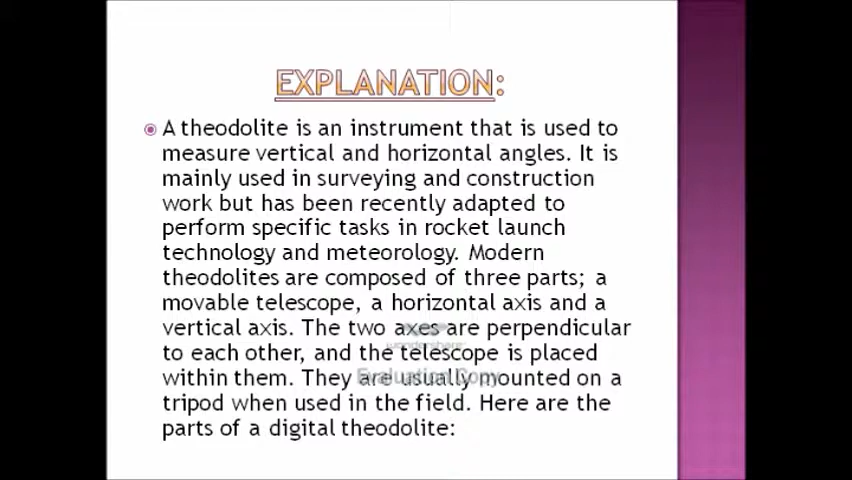 EXPLANATION:
A theodolite is an instrument that is used to
measure vertical and horizontal angles. It is
mainly used in surveying and construction
work but has been recently adapted to
perform specific tasks in rocket launch
technology and meteorology. Modern
theodolites are composed of three parts; a
movable telescope, a horizontal axis and a
vertical axis. The two axes are perpendicular
wondershare
to each other, and the telescope is placed
within them. They are usually mounted on a
Evaluation Copy
tripod when used in the field. Here are the
parts of a digital theodolite: